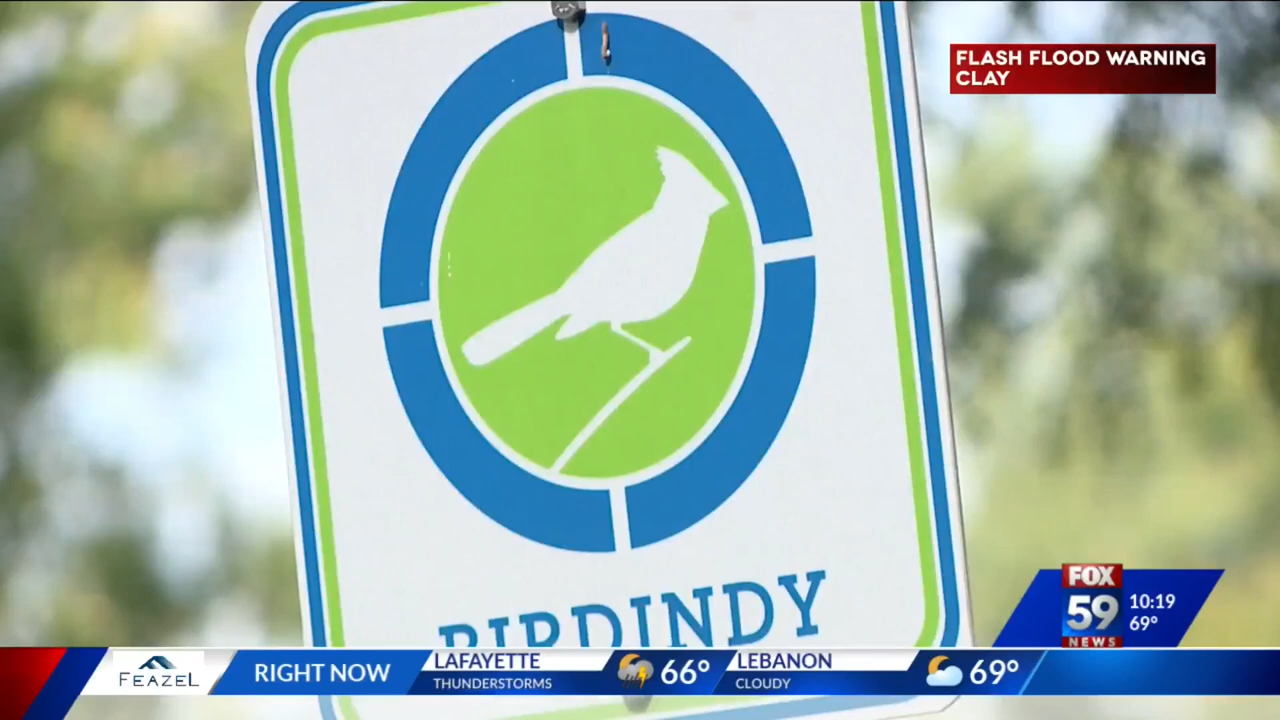 FLASH FLOOD WARNING
CLAY
BIRDINDY
FOX
59
NEWS
10:19
69°
FEAZEL
RIGHT NOW
LAFAYETTE
THUNDERSTORMS
66°
LEBANON
CLOUDY
69°